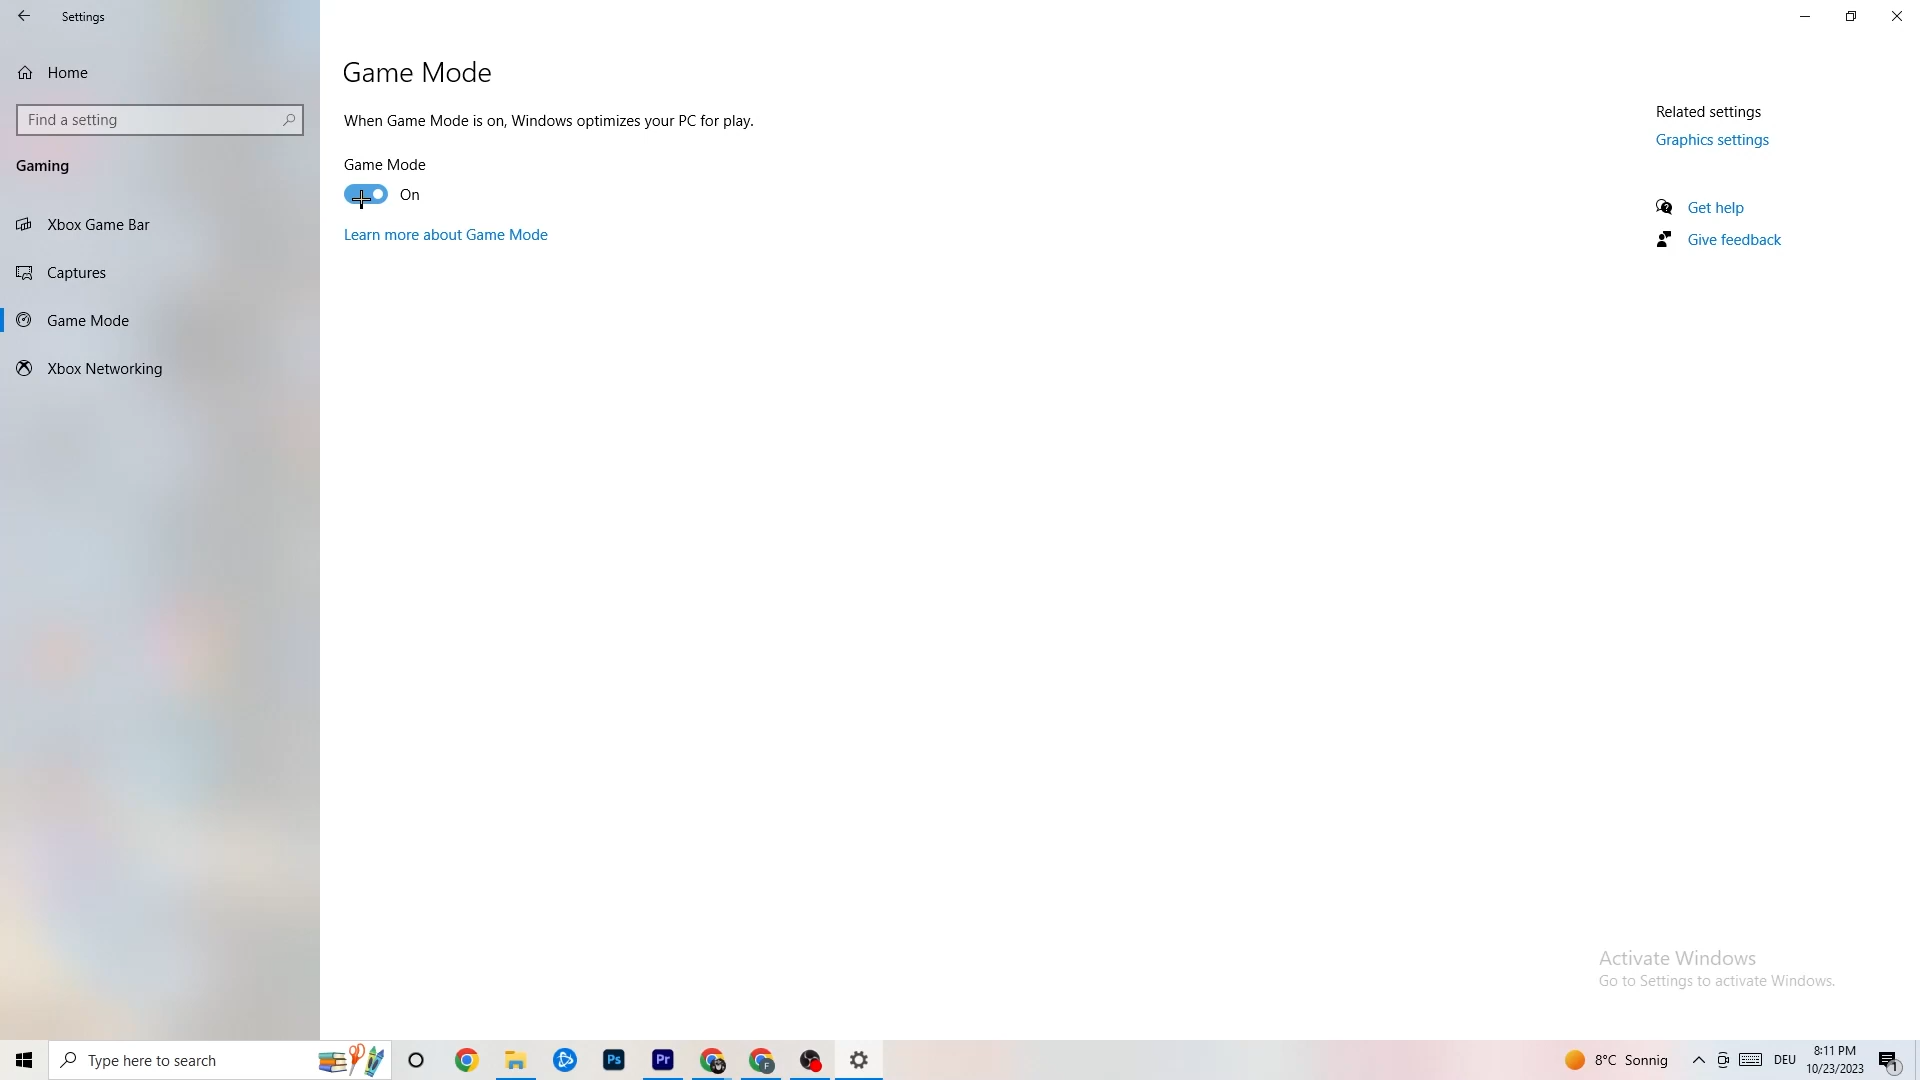 Settings
Home
Find a setting
Gaming
Xbox Game Bar
Captures
Game Mode
Xbox Networking
Game Mode
When Game Mode is on, Windows optimizes your PC for play.
Game Mode
On
Learn more about Game Mode
Related settings
Graphics settings
Get help
Give feedback
Activate Windows
Go to Settings to activate Windows.
Type here to search
Ps
Pr
F
8°C Sonnig
DEU
8:11 PM
10/23/2023
1